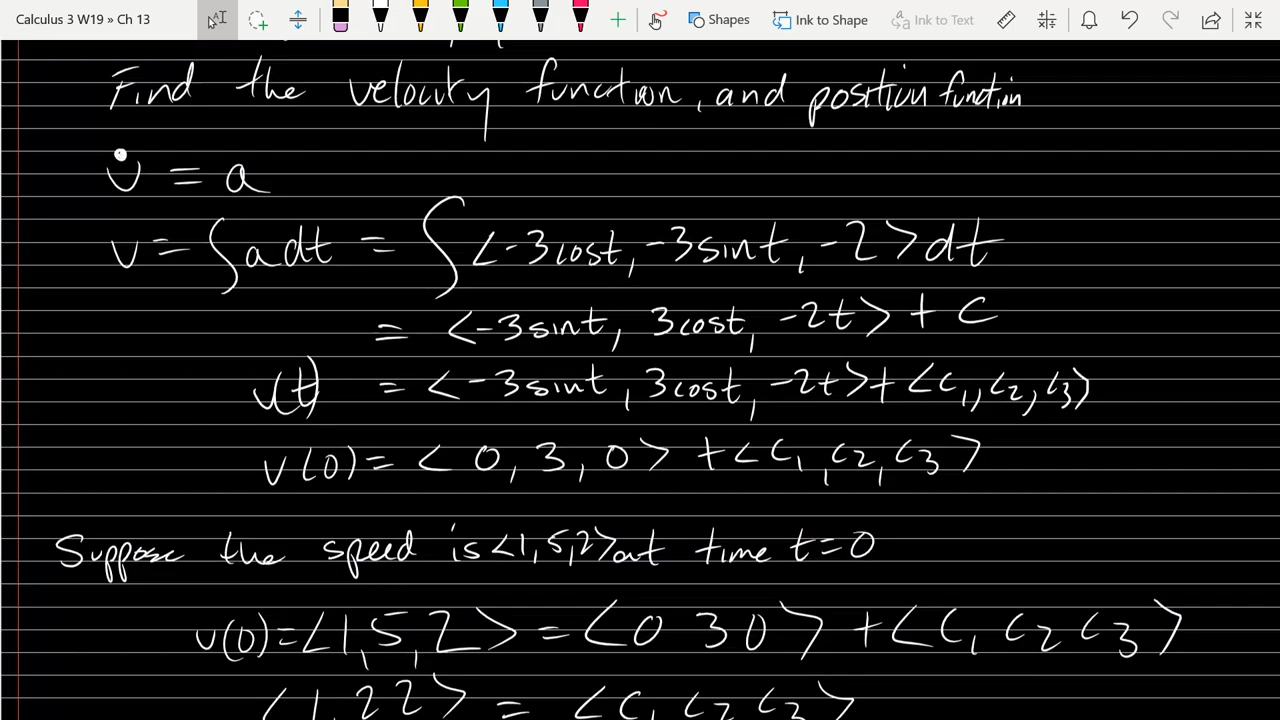 Calculus 3 W19 » Ch 13
Shapes
Ink to Shape
Ink to Text
Find the velocity function, and position function
v̇ = a
v = ∫a dt = ∫<-3cost, -3sint, -2>dt
= <-3sint, 3cost, -2t> + C
v(t) = <-3sint, 3cost, -2t> + <C₁, C₂, C₃>
v(0) = <0, 3, 0> + <C₁, C₂, C₃>
Suppose the speed is <1, 5, 2> at time t=0
v(0) = <1, 5, 2> = <0 3 0> + <C₁ C₂ C₃>
<1, 2 2> = <C₁ C₂ C₃>